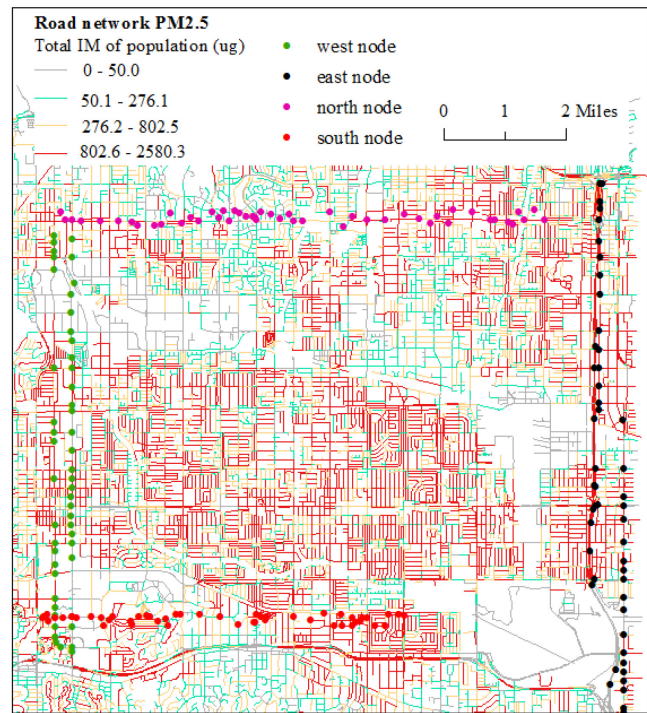 Road network PM2.5
Total IM of population (ug)
0 - 50.0
50.1 - 276.1
276.2 - 802.5
802.6 - 2580.3
west node
east node
north node
south node
0 1 2 Miles